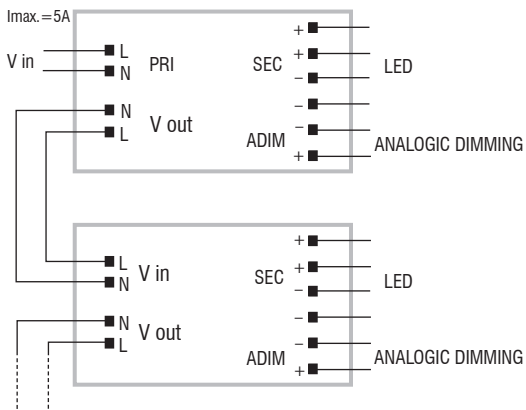 Imax.=5A
V in
L
N
PRI
N
L
V out
+
+
−
−
−
+
SEC
LED
ADIM
ANALOGIC DIMMING
L
N
V in
N
L
V out
+
+
−
−
−
+
SEC
LED
ADIM
ANALOGIC DIMMING